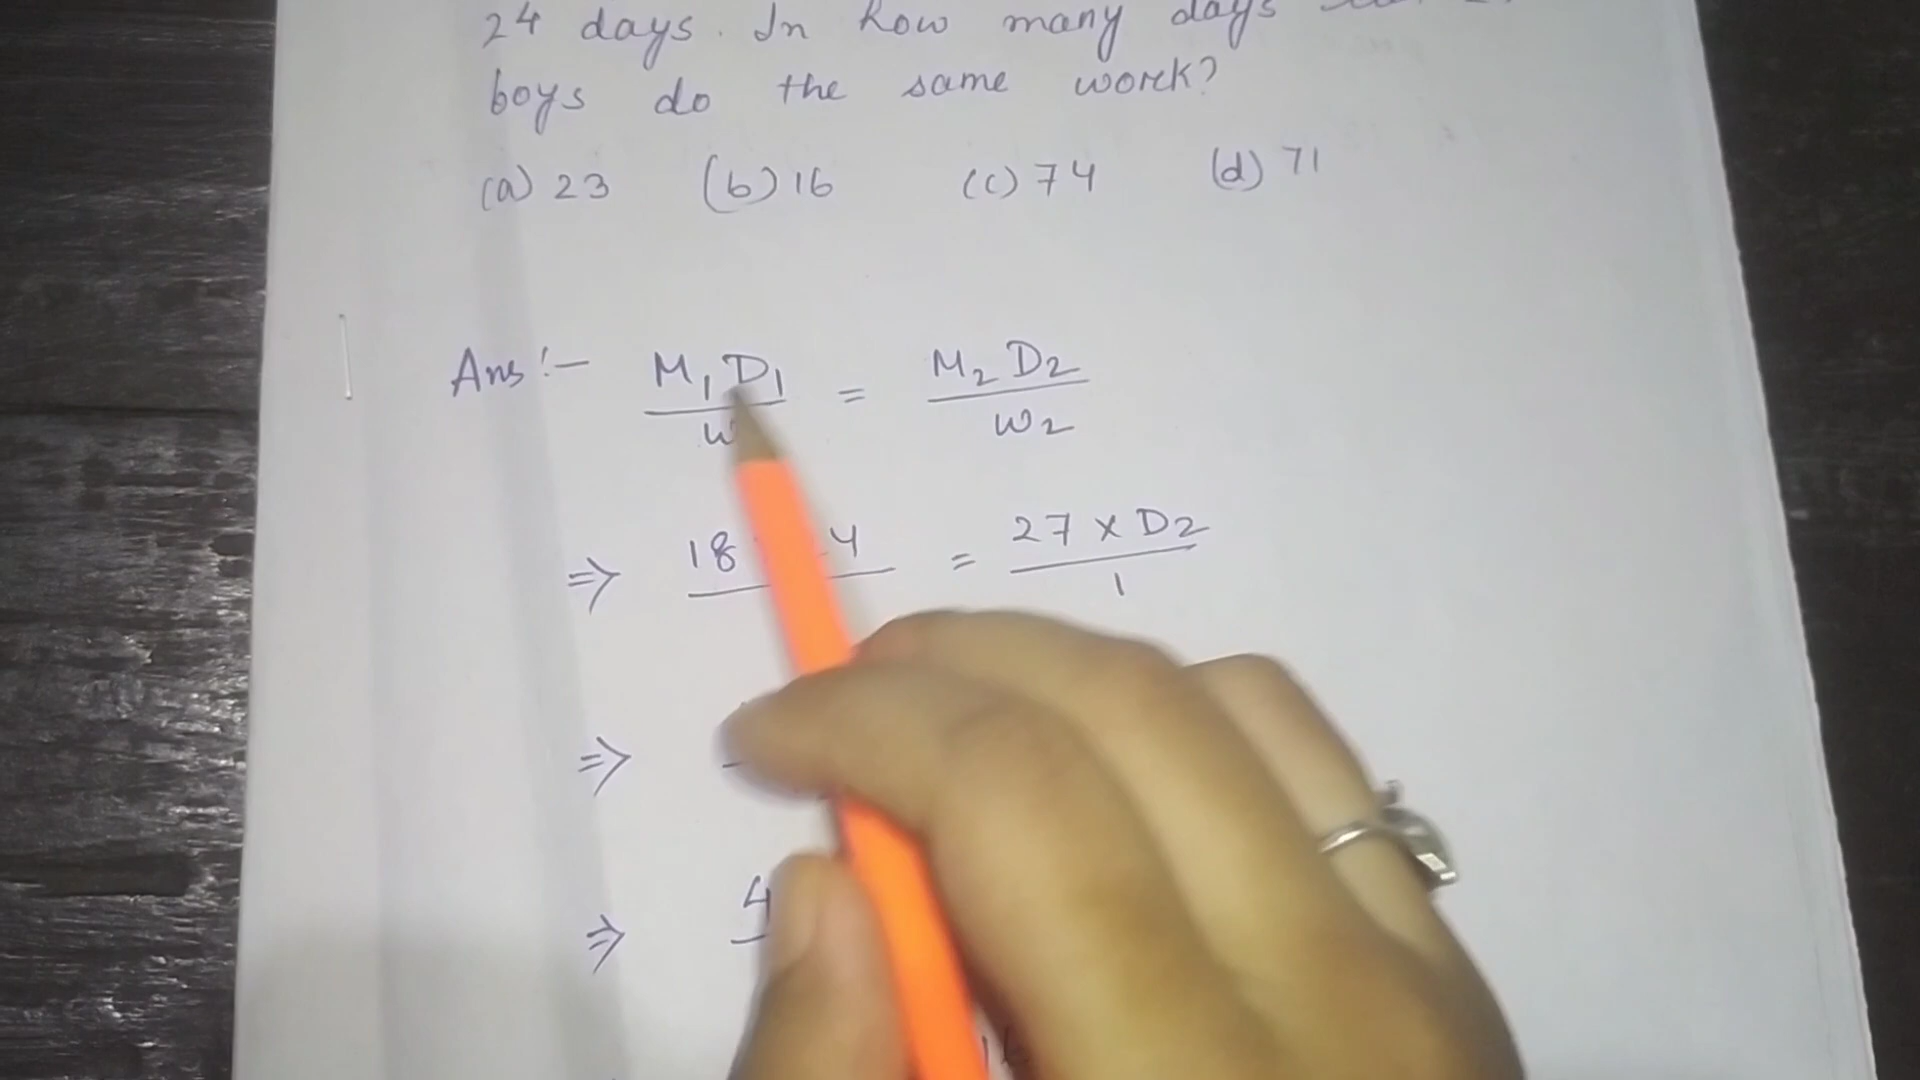 24 days. In how many days
boys do the same work?
(a) 23 (b) 16 (c) 74 (d) 71
Ans :- M1D1 = M2D2
W W2
⇒ 18 4 = 27 × D2
1
⇒
⇒ 4